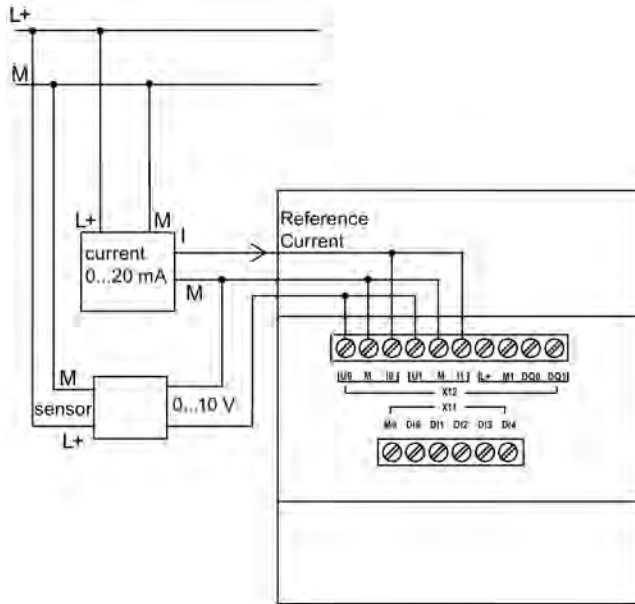 L+
M
L+ M
I
current
0...20 mA
M
Reference
Current
M
sensor
L+
0...10 V
U0 M I0 U1 M I1 L+ M1 DQ0 DQ1
X12
X11
DI0 DI1 DI2 DI3 DI4